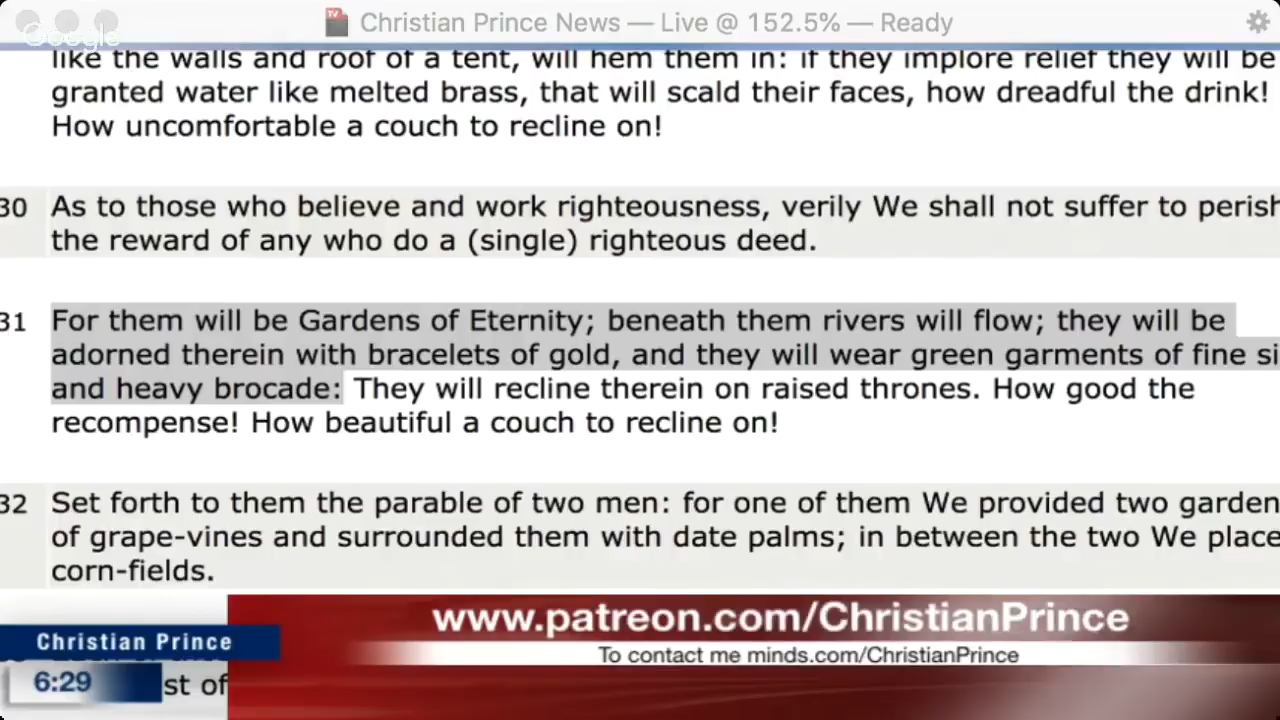 Christian Prince News — Live @ 152.5% — Ready
Google
like the walls and roof of a tent, will hem them in: if they implore relief they will be
granted water like melted brass, that will scald their faces, how dreadful the drink!
How uncomfortable a couch to recline on!
30 As to those who believe and work righteousness, verily We shall not suffer to perish
the reward of any who do a (single) righteous deed.
31 For them will be Gardens of Eternity; beneath them rivers will flow; they will be
adorned therein with bracelets of gold, and they will wear green garments of fine si
and heavy brocade: They will recline therein on raised thrones. How good the
recompense! How beautiful a couch to recline on!
32 Set forth to them the parable of two men: for one of them We provided two garden
of grape-vines and surrounded them with date palms; in between the two We place
corn-fields.
www.patreon.com/ChristianPrince
Christian Prince
To contact me minds.com/ChristianPrince
6:29
st of